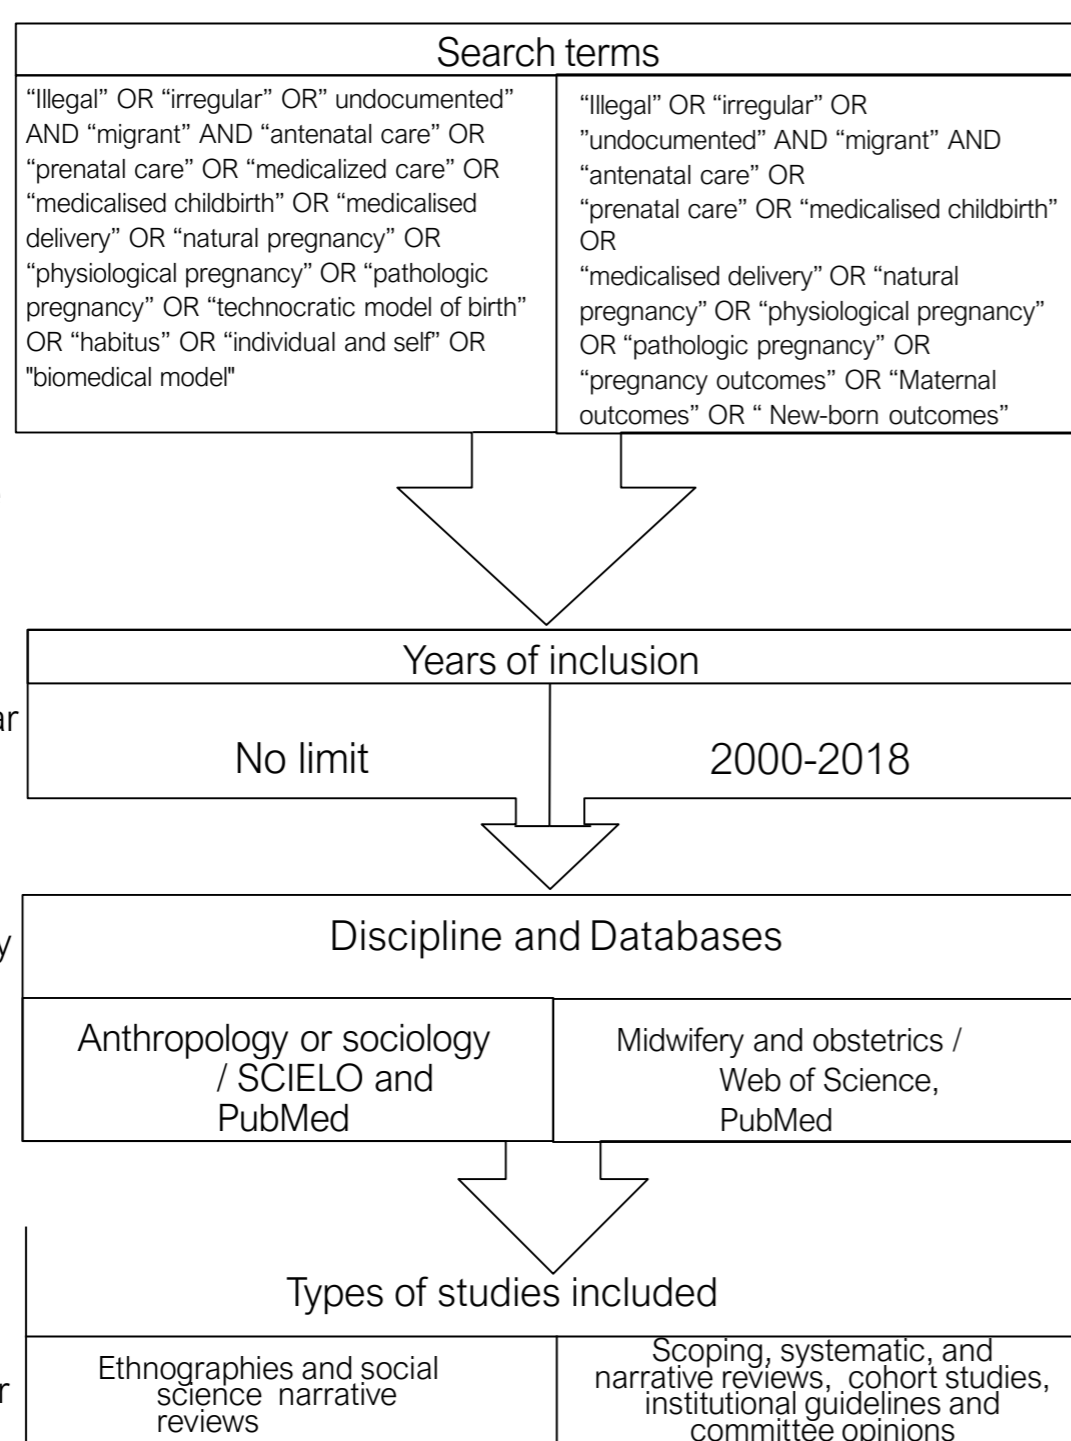 Search terms
“Illegal” OR “irregular” OR” undocumented”
AND “migrant” AND “antenatal care” OR
“prenatal care” OR “medicalized care” OR
“medicalised childbirth” OR “medicalised
delivery” OR “natural pregnancy” OR
“physiological pregnancy” OR “pathologic
pregnancy” OR “technocratic model of birth”
OR “habitus” OR “individual and self” OR
"biomedical model"
“Illegal” OR “irregular” OR
”undocumented” AND “migrant” AND
“antenatal care” OR
“prenatal care” OR “medicalised childbirth”
OR
“medicalised delivery” OR “natural
pregnancy” OR “physiological pregnancy”
OR “pathologic pregnancy” OR
“pregnancy outcomes” OR “Maternal
outcomes” OR “ New-born outcomes”
Years of inclusion
No limit
2000-2018
Discipline and Databases
Anthropology or sociology
/ SCIELO and
PubMed
Midwifery and obstetrics /
Web of Science,
PubMed
Types of studies included
Ethnographies and social
science narrative
reviews
Scoping, systematic, and
narrative reviews, cohort studies,
institutional guidelines and
committee opinions